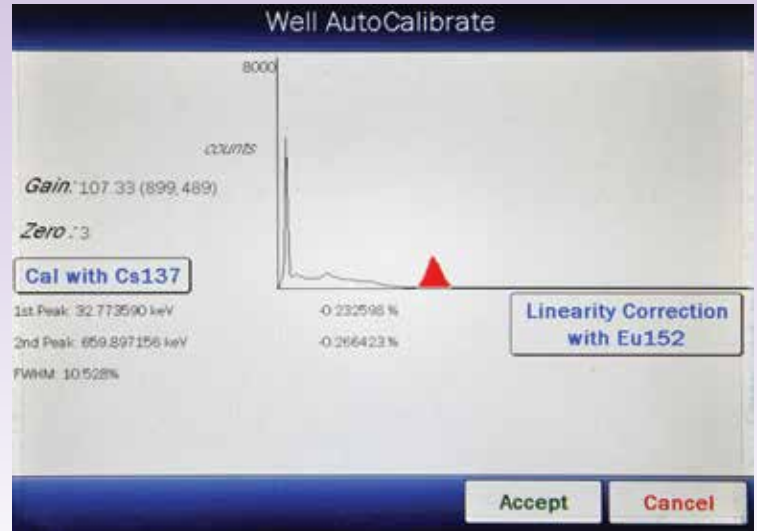 Well AutoCalibrate
8000
counts
Gain: 107.33 (899, 489)
Zero : 3
Cal with Cs137
1st Peak: 32.773590 keV
-0.232598 %
2nd Peak: 659.897156 keV
-0.266423 %
FWHM: 10.528%
Linearity Correction
with Eu152
Accept
Cancel